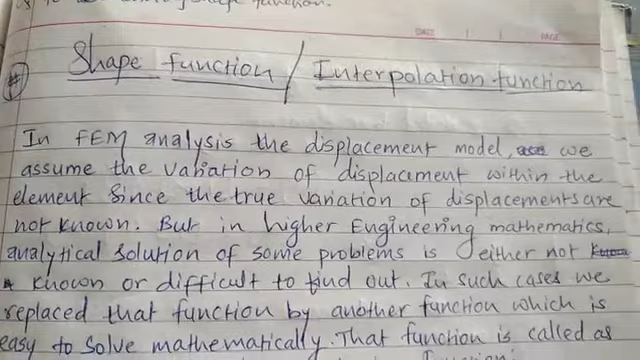 function.
DATE PAGE
# Shape function / Interpolation function
In FEM analysis the displacement model, we
assume the variation of displacement within the
element since the true variation of displacements are
not known. But in higher Engineering mathematics,
analytical solution of some problems is either not
known or difficult to find out. In such cases we
replaced that function by another function which is
easy to solve mathematically. That function is called as